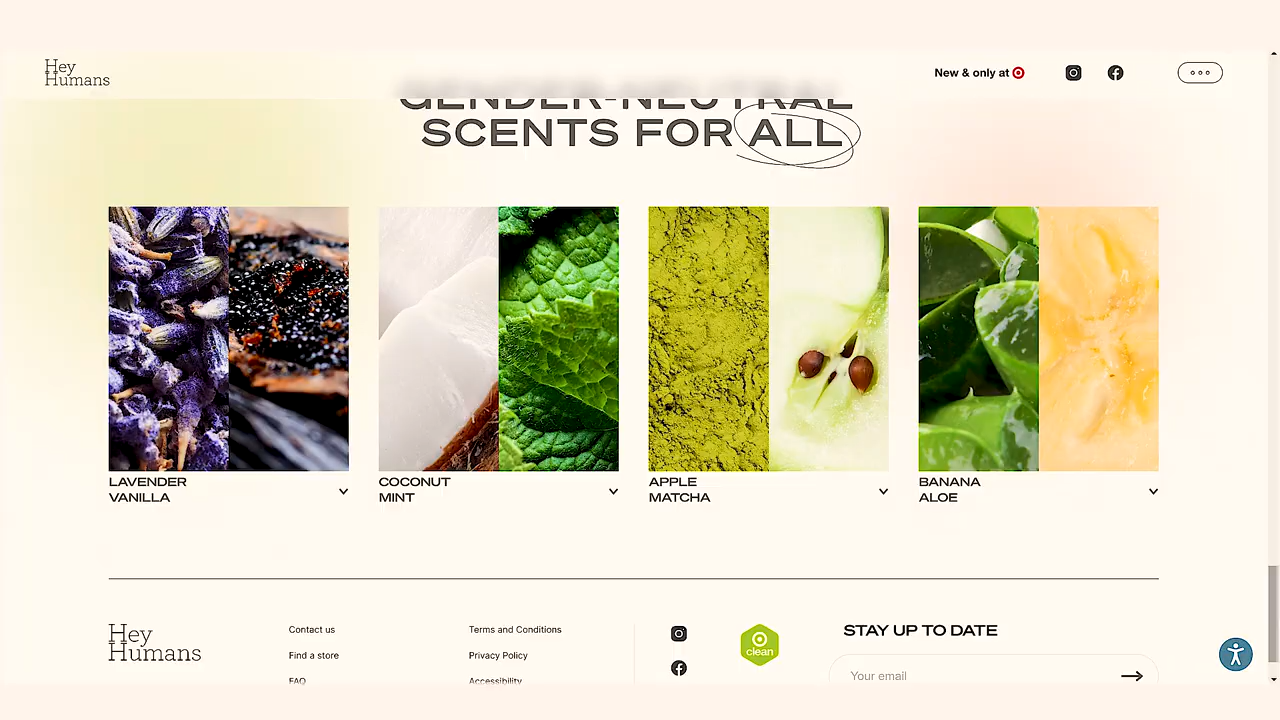 Hey
Humans
New & only at
GENDER-NEUTRAL
SCENTS FOR ALL
LAVENDER
VANILLA
COCONUT
MINT
APPLE
MATCHA
BANANA
ALOE
Hey
Humans
Contact us
Find a store
FAQ
Terms and Conditions
Privacy Policy
Accessibility
clean
STAY UP TO DATE
Your email